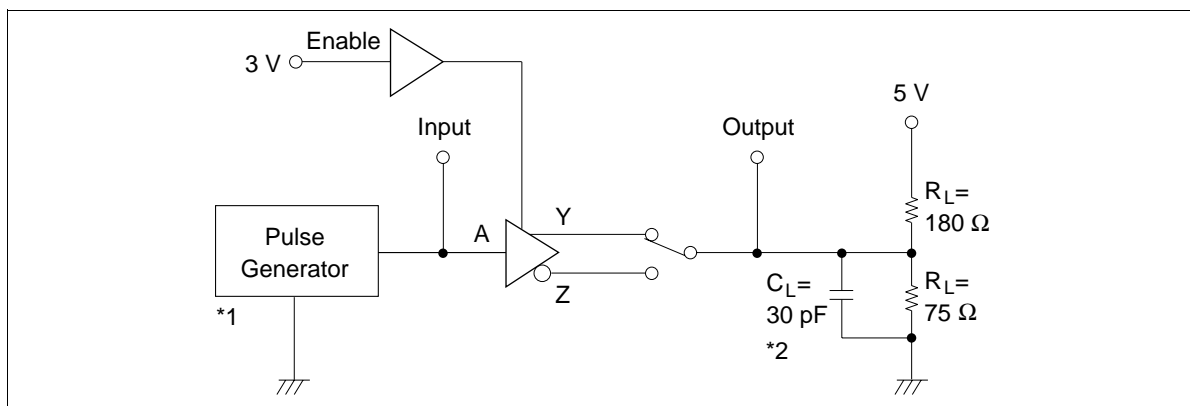 Enable
3 V
5 V
Input
Output
R_L=
180 Ω
Pulse
Generator
A
Y
Z
*1
C_L=
30 pF
*2
R_L=
75 Ω